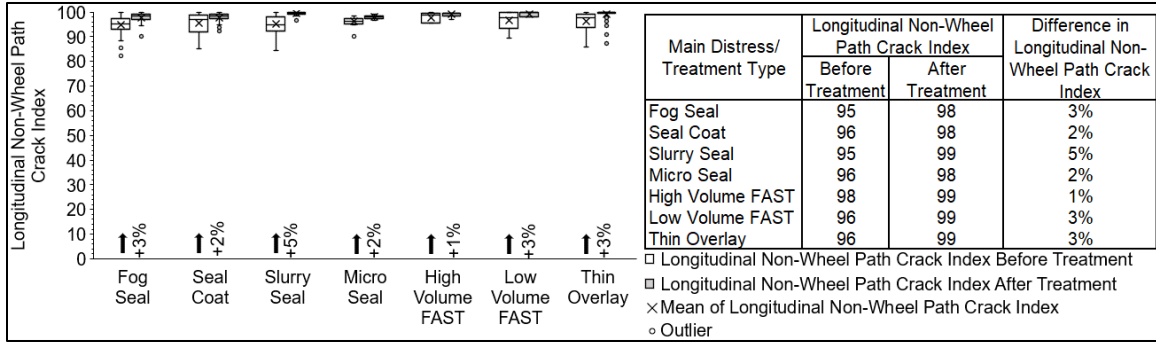 Longitudinal Non-Wheel Path
Crack Index
100
90
80
70
60
50
40
30
20
10
0
+3%
+2%
+5%
+2%
+1%
+3%
+3%
Fog
Seal
Seal
Coat
Slurry
Seal
Micro
Seal
High
Volume
FAST
Low
Volume
FAST
Thin
Overlay
Main Distress/
Treatment Type
Longitudinal Non-Wheel
Path Crack Index
Before
Treatment
After
Treatment
Difference in
Longitudinal Non-
Wheel Path Crack
Index
Fog Seal 95 98 3%
Seal Coat 96 98 2%
Slurry Seal 95 99 5%
Micro Seal 96 98 2%
High Volume FAST 98 99 1%
Low Volume FAST 96 99 3%
Thin Overlay 96 99 3%
Longitudinal Non-Wheel Path Crack Index Before Treatment
Longitudinal Non-Wheel Path Crack Index After Treatment
Mean of Longitudinal Non-Wheel Path Crack Index
Outlier